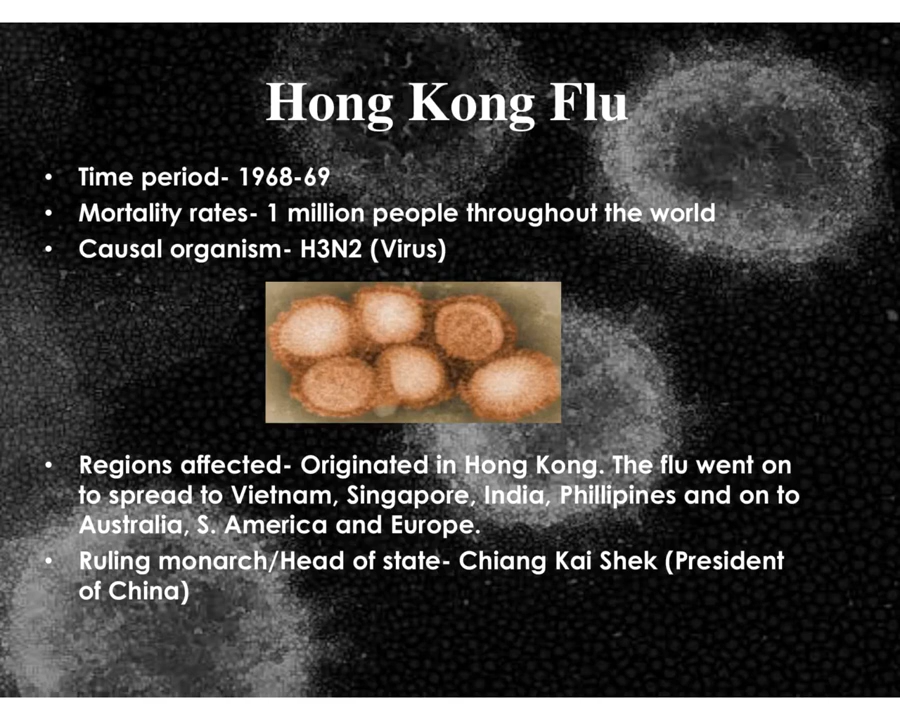 Hong Kong Flu
• Time period- 1968-69
• Mortality rates- 1 million people throughout the world
• Causal organism- H3N2 (Virus)
• Regions affected- Originated in Hong Kong. The flu went on
to spread to Vietnam, Singapore, India, Phillipines and on to
Australia, S. America and Europe.
• Ruling monarch/Head of state- Chiang Kai Shek (President
of China)